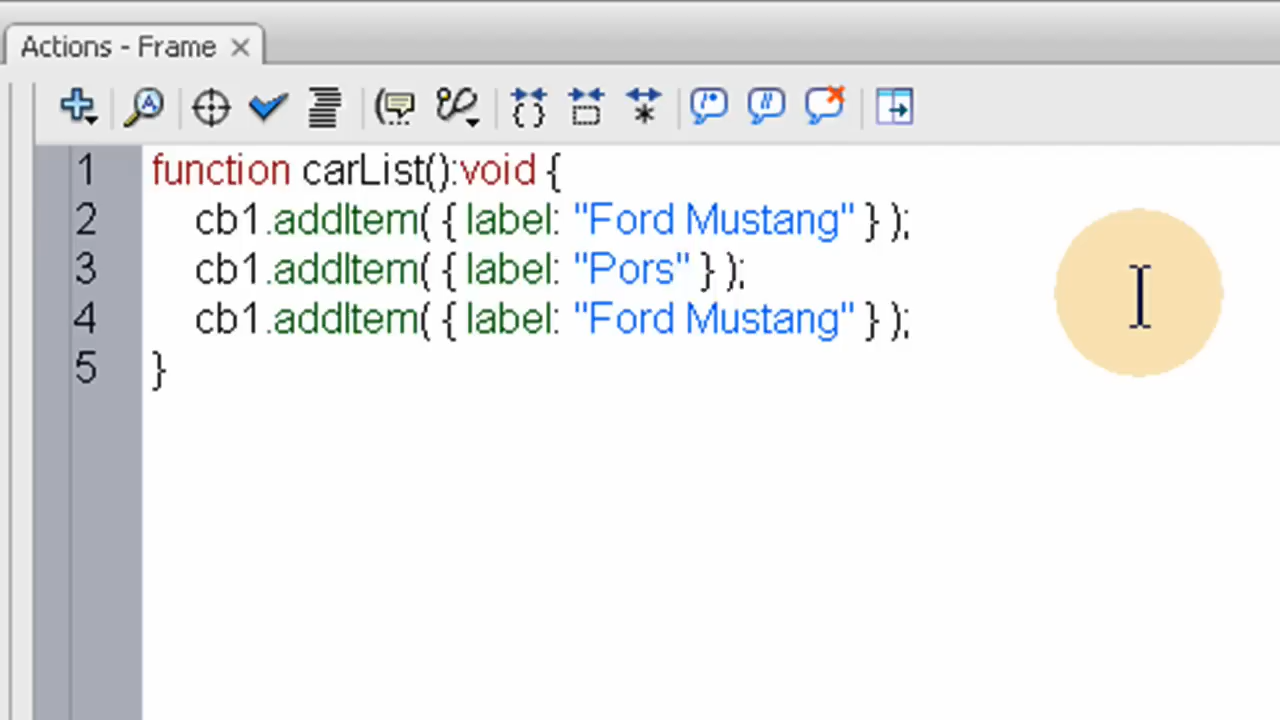 Actions - Frame
1 function carList():void {
2 cb1.addItem( { label: "Ford Mustang" } );
3 cb1.addItem( { label: "Pors" } );
4 cb1.addItem( { label: "Ford Mustang" } );
5 }